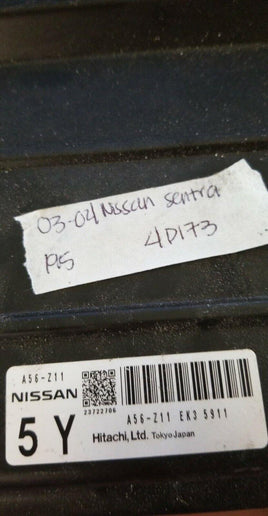 03-04 Nissan sentra
P15 4D173
A56-Z11
NISSAN
23722706
A56-Z11 EK3 5911
5 Y
Hitachi, Ltd. Tokyo Japan